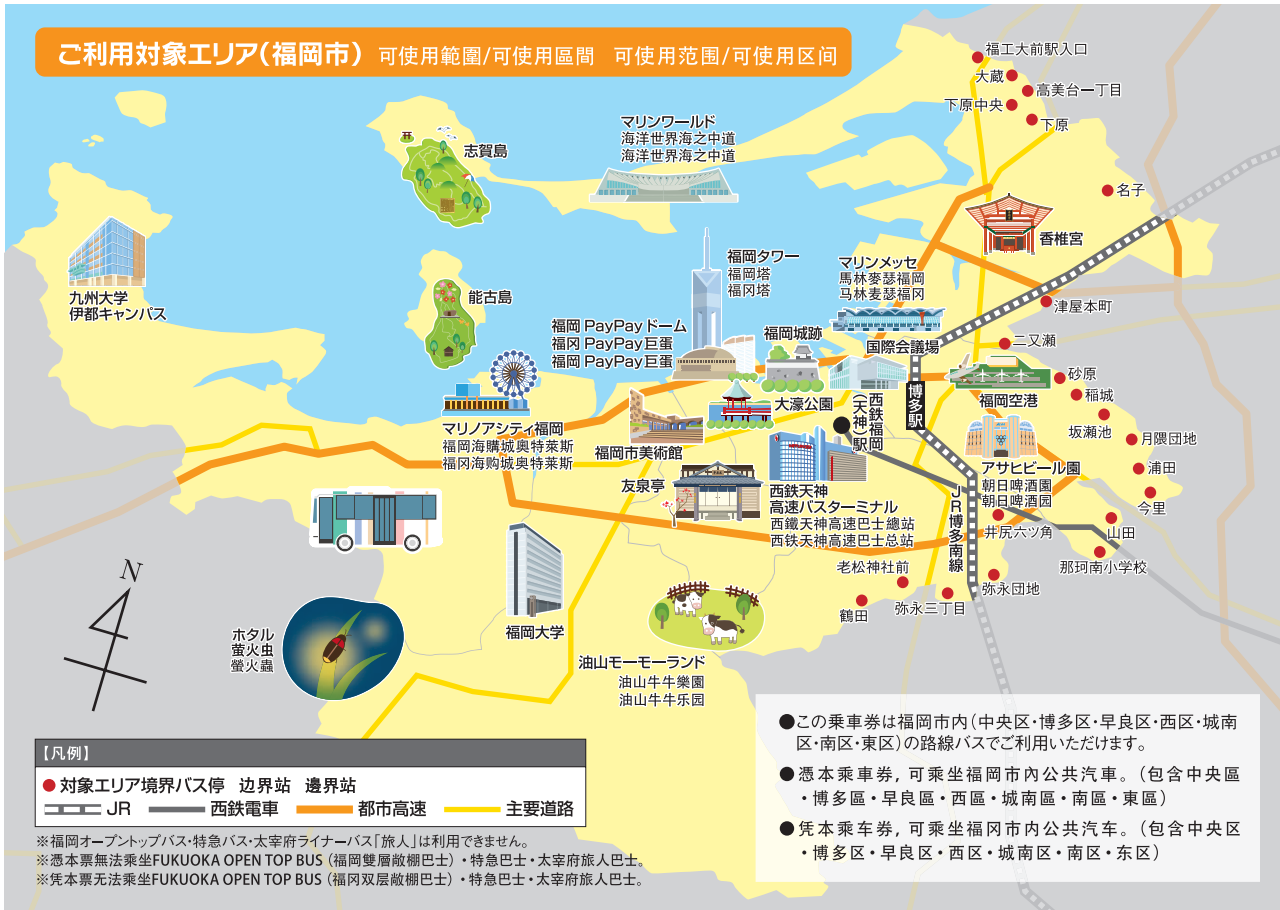 ご利用対象エリア（福岡市） 可使用範圍/可使用區間 可使用范围/可使用区间
福工大前駅入口
大蔵
高美台一丁目
下原中央
下原
名子
マリンワールド
海洋世界海之中道
海洋世界海之中道
志賀島
香椎宮
九州大学
伊都キャンパス
能古島
福岡タワー
福岡塔
福冈塔
マリンメッセ
馬林麥瑟福岡
马林麦瑟福冈
津屋本町
福岡 PayPayドーム
福冈 PayPay巨蛋
福岡 PayPay巨蛋
福岡城跡
国際会議場
二又瀬
砂原
稲城
坂瀬池
月隈団地
浦田
今里
山田
福岡空港
博多駅
西鉄福岡
（天神）駅
大濠公園
マリノアシティ福岡
福岡海購城奥特萊斯
福冈海购城奥特莱斯
福岡市美術館
友泉亭
西鉄天神
高速バスターミナル
西鐵天神高速巴士總站
西铁天神高速巴士总站
アサヒビール園
朝日啤酒園
朝日啤酒园
JR博多南線
井尻六ツ角
那珂南小学校
弥永団地
老松神社前
弥永三丁目
鶴田
福岡大学
油山モーモーランド
油山牛牛樂園
油山牛牛乐园
N
ホタル
萤火虫
螢火蟲
【凡例】
対象エリア境界バス停 边界站 邊界站
JR 西鉄電車 都市高速 主要道路
※福岡オープントップバス・特急バス・太宰府ライナーバス「旅人」は利用できません。
※憑本票無法乘坐FUKUOKA OPEN TOP BUS（福岡雙層敞棚巴士）・特急巴士・太宰府旅人巴士。
※凭本票无法乘坐FUKUOKA OPEN TOP BUS（福冈双层敞棚巴士）・特急巴士・太宰府旅人巴士。
●この乗車券は福岡市内（中央区・博多区・早良区・西区・城南
区・南区・東区）の路線バスでご利用いただけます。
●憑本乘車券，可乘坐福岡市內公共汽車。（包含中央區
・博多區・早良區・西區・城南區・南區・東區）
●凭本乘车券，可乘坐福冈市内公共汽车。（包含中央区
・博多区・早良区・西区・城南区・南区・东区）